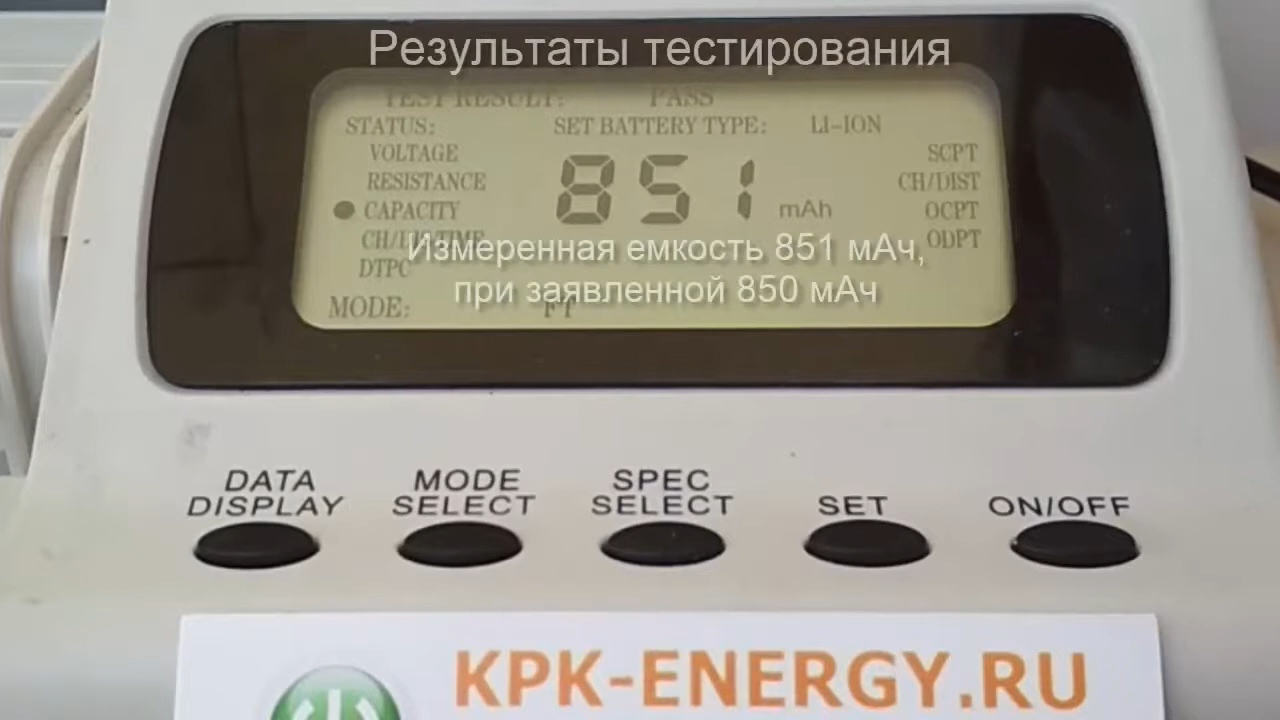 Результаты тестирования
TEST RESULT: PASS
STATUS: SET BATTERY TYPE: LI-ION
VOLTAGE SCPT
RESISTANCE CH/DIST
CAPACITY 851 mAh OCPT
CH/DIS TIME ODPT
Измеренная емкость 851 мАч,
DTPC
при заявленной 850 мАч
MODE: FT
DATA DISPLAY
MODE SELECT
SPEC SELECT
SET
ON/OFF
KPK-ENERGY.RU